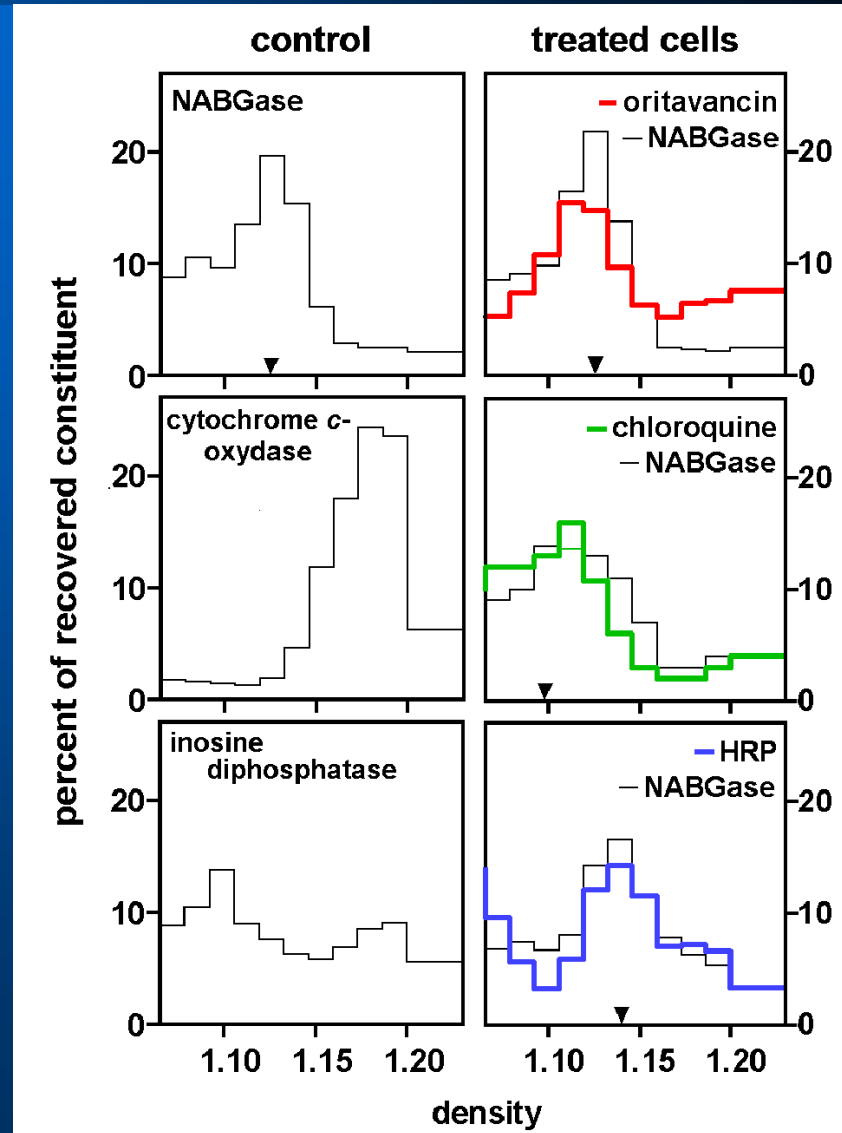 control
treated cells
percent of recovered constituent
NABGase
20
10
0
oritavancin
NABGase
20
10
0
cytochrome c-
oxydase
20
10
0
chloroquine
NABGase
20
10
0
inosine
diphosphatase
20
10
0
HRP
NABGase
20
10
0
1.10 1.15 1.20
1.10 1.15 1.20
density